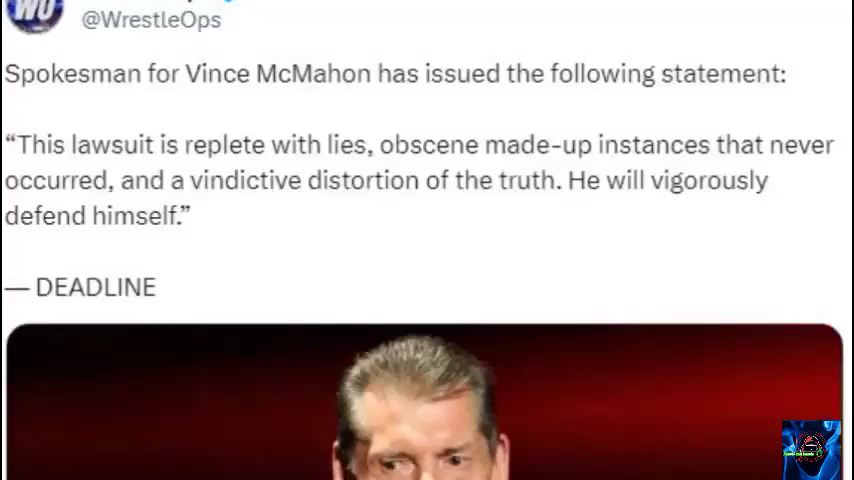 @WrestleOps
Spokesman for Vince McMahon has issued the following statement:
“This lawsuit is replete with lies, obscene made-up instances that never
occurred, and a vindictive distortion of the truth. He will vigorously
defend himself.”
— DEADLINE